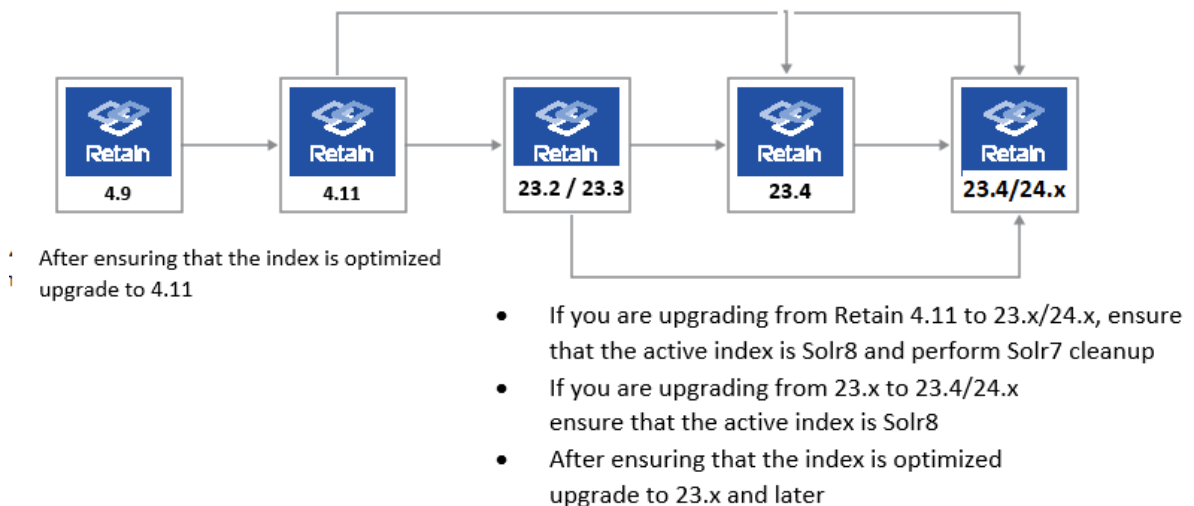 Retain
Retain
Retain
Retain
Retain
4.9
4.11
23.2 / 23.3
23.4
23.4/24.x
After ensuring that the index is optimized
upgrade to 4.11
• If you are upgrading from Retain 4.11 to 23.x/24.x, ensure
that the active index is Solr8 and perform Solr7 cleanup
• If you are upgrading from 23.x to 23.4/24.x
ensure that the active index is Solr8
• After ensuring that the index is optimized
upgrade to 23.x and later